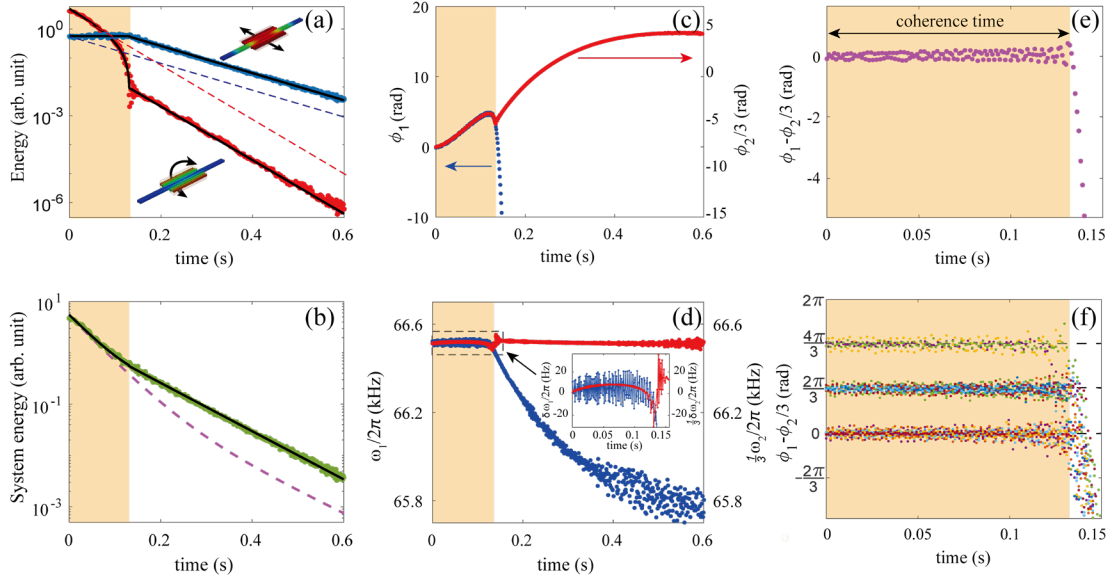 (a)
Energy (arb. unit)
10⁰
10⁻³
10⁻⁶
0 0.2 0.4 0.6
time (s)
(c)
ϕ₁ (rad)
20
10
0
-10
ϕ₂/3 (rad)
5
0
-5
-10
-15
0 0.2 0.4 0.6
time (s)
(e)
coherence time
ϕ₁-ϕ₂/3 (rad)
0
-2
-4
0 0.05 0.1 0.15
time (s)
(b)
System energy (arb. unit)
10¹
10⁻¹
10⁻³
0 0.2 0.4 0.6
time (s)
(d)
ω₁/2π (kHz)
66.6
66.2
65.8
⅓ω₂/2π (kHz)
66.6
66.2
65.8
δω₁/2π (Hz)
20
0
-20
⅓δω₂/2π (Hz)
20
0
-20
0 0.05 0.1 0.15
time (s)
0 0.2 0.4 0.6
time (s)
(f)
ϕ₁-ϕ₂/3 (rad)
2π
4π/3
2π/3
0
-2π/3
0 0.05 0.1 0.15
time (s)